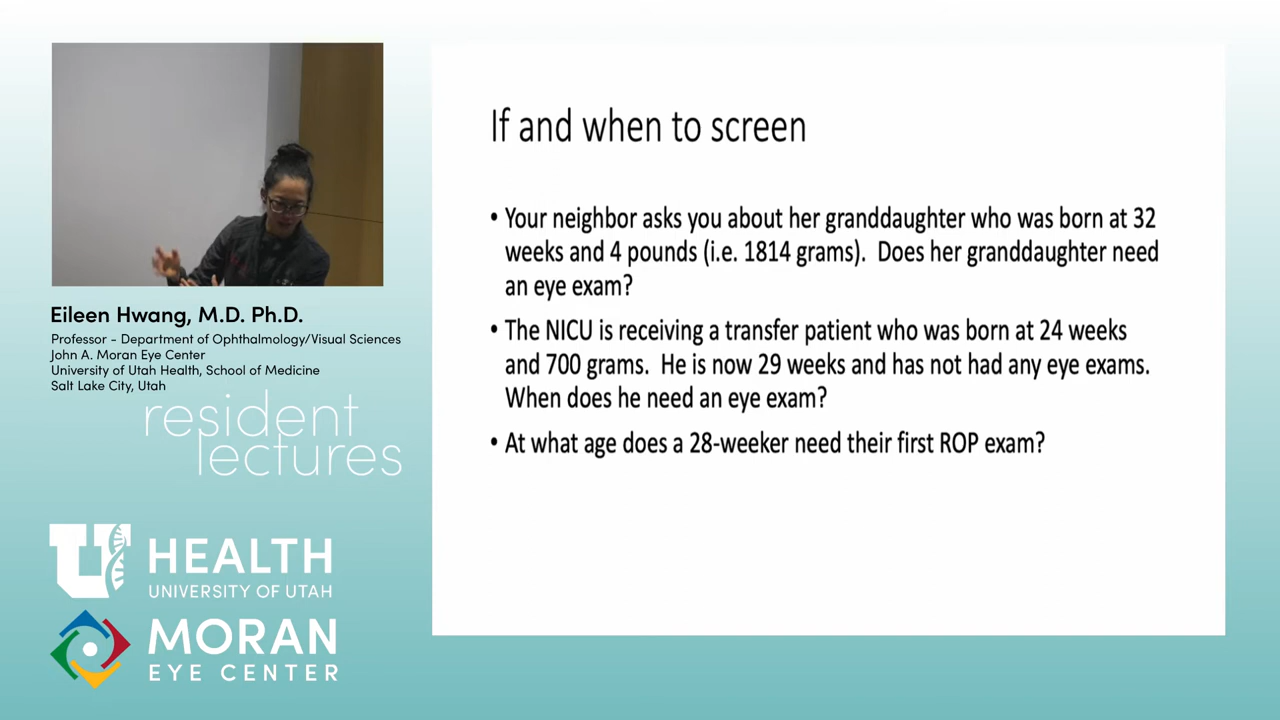 If and when to screen
• Your neighbor asks you about her granddaughter who was born at 32
weeks and 4 pounds (i.e. 1814 grams).  Does her granddaughter need
an eye exam?
• The NICU is receiving a transfer patient who was born at 24 weeks
and 700 grams.  He is now 29 weeks and has not had any eye exams.
When does he need an eye exam?
• At what age does a 28-weeker need their first ROP exam?
Eileen Hwang, M.D. Ph.D.
Professor - Department of Ophthalmology/Visual Sciences
John A. Moran Eye Center
University of Utah Health, School of Medicine
Salt Lake City, Utah
resident
lectures
U HEALTH
UNIVERSITY OF UTAH
MORAN
EYE CENTER